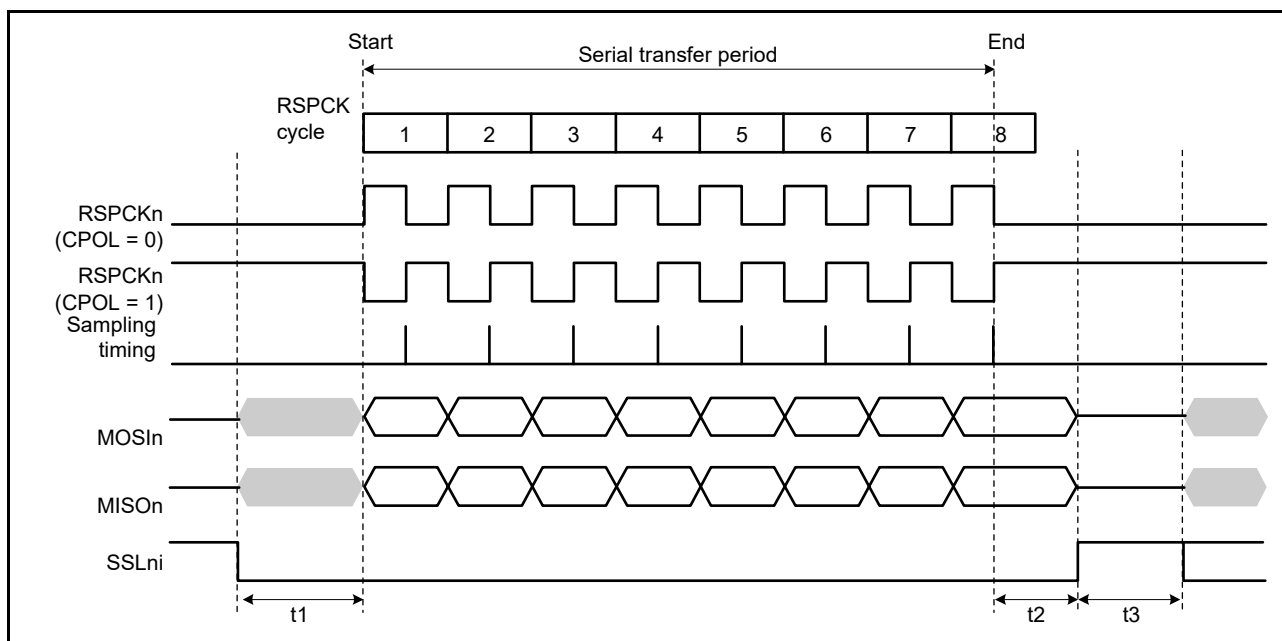 Start
End
Serial transfer period
RSPCK
cycle
1 2 3 4 5 6 7 8
RSPCKn
(CPOL = 0)
RSPCKn
(CPOL = 1)
Sampling
timing
MOSIn
MISOn
SSLni
t1
t2
t3